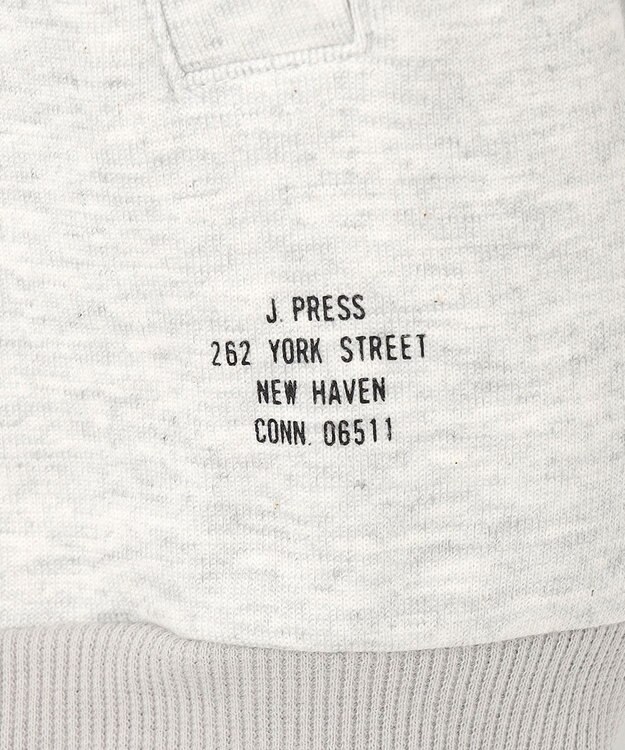 J. PRESS
262 YORK STREET
NEW HAVEN
CONN. 06511